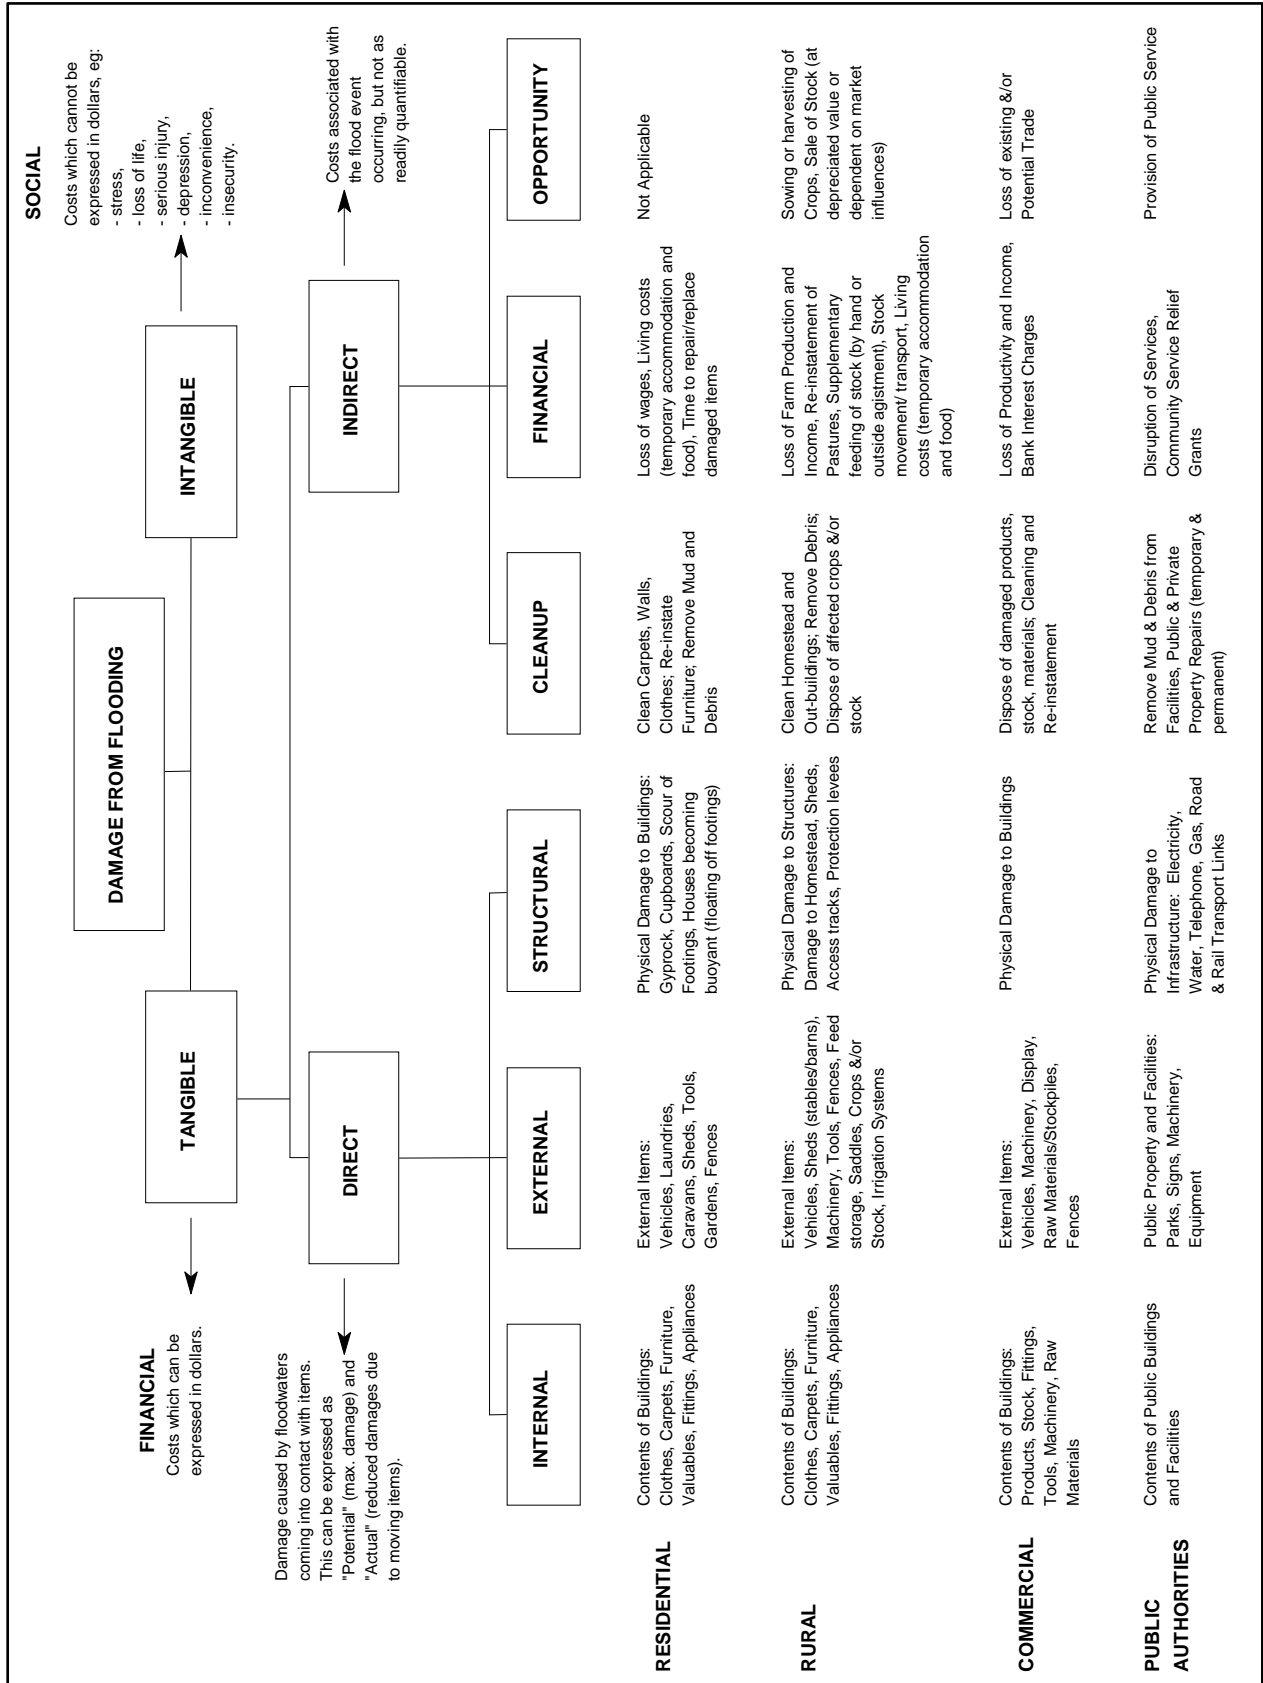 DAMAGE FROM FLOODING
FINANCIAL
Costs which can be
expressed in dollars.
TANGIBLE
INTANGIBLE
SOCIAL
Costs which cannot be
expressed in dollars, eg:
- stress,
- loss of life,
- serious injury,
- depression,
- inconvenience,
- insecurity.
Damage caused by floodwaters
coming into contact with items.
This can be expressed as
"Potential" (max. damage) and
"Actual" (reduced damages due
to moving items).
DIRECT
INDIRECT
Costs associated with
the flood event
occurring, but not as
readily quantifiable.
INTERNAL
EXTERNAL
STRUCTURAL
CLEANUP
FINANCIAL
OPPORTUNITY
RESIDENTIAL
Contents of Buildings:
Clothes, Carpets, Furniture,
Valuables, Fittings, Appliances
External Items:
Vehicles, Laundries,
Caravans, Sheds, Tools,
Gardens, Fences
Physical Damage to Buildings:
Gyprock, Cupboards, Scour of
Footings, Houses becoming
buoyant (floating off footings)
Clean Carpets, Walls,
Clothes; Re-instate
Furniture; Remove Mud and
Debris
Loss of wages, Living costs
(temporary accommodation and
food), Time to repair/replace
damaged items
Not Applicable
RURAL
Contents of Buildings:
Clothes, Carpets, Furniture,
Valuables, Fittings, Appliances
External Items:
Vehicles, Sheds (stables/barns),
Machinery, Tools, Fences, Feed
storage, Saddles, Crops &/or
Stock, Irrigation Systems
Physical Damage to Structures:
Damage to Homestead, Sheds,
Access tracks, Protection levees
Clean Homestead and
Out-buildings; Remove Debris;
Dispose of affected crops &/or
stock
Loss of Farm Production and
Income, Re-instatement of
Pastures, Supplementary
feeding of stock (by hand or
outside agistment), Stock
movement/ transport, Living
costs (temporary accommodation
and food)
Sowing or harvesting of
Crops, Sale of Stock (at
depreciated value or
dependent on market
influences)
COMMERCIAL
Contents of Buildings:
Products, Stock, Fittings,
Tools, Machinery, Raw
Materials
External Items:
Vehicles, Machinery, Display,
Raw Materials/Stockpiles,
Fences
Physical Damage to Buildings
Dispose of damaged products,
stock, materials; Cleaning and
Re-instatement
Loss of Productivity and Income,
Bank Interest Charges
Loss of existing &/or
Potential Trade
PUBLIC
AUTHORITIES
Contents of Public Buildings
and Facilities
Public Property and Facilities:
Parks, Signs, Machinery,
Equipment
Physical Damage to
Infrastructure: Electricity,
Water, Telephone, Gas, Road
& Rail Transport Links
Remove Mud & Debris from
Facilities, Public & Private
Property Repairs (temporary &
permanent)
Disruption of Services,
Community Service Relief
Grants
Provision of Public Service